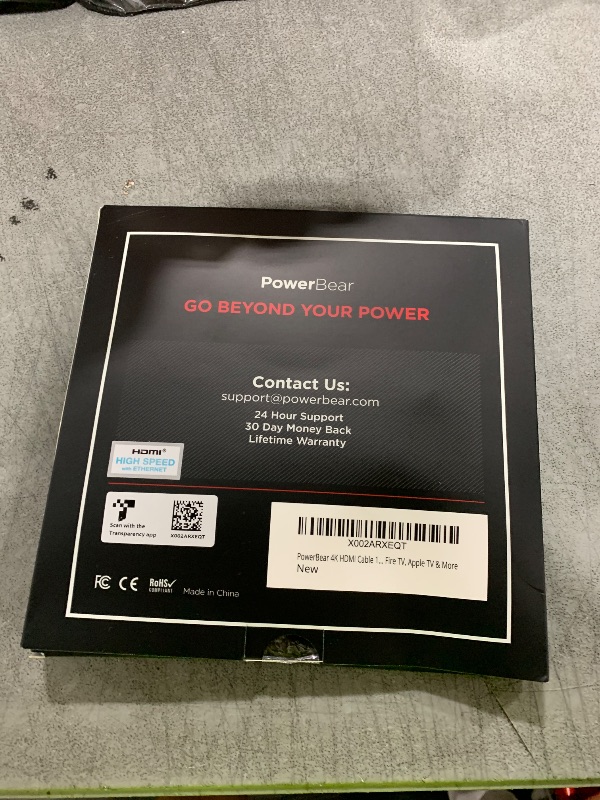 PowerBear
GO BEYOND YOUR POWER
Contact Us:
support@powerbear.com
24 Hour Support
30 Day Money Back
Lifetime Warranty
HDMI®
HIGH SPEED
with ETHERNET
Scan with the
Transparency app
X002ARXEQT
X002ARXEQT
PowerBear 4K HDMI Cable 1... Fire TV, Apple TV & More
New
FC CE RoHS
COMPLIANT
Made in China